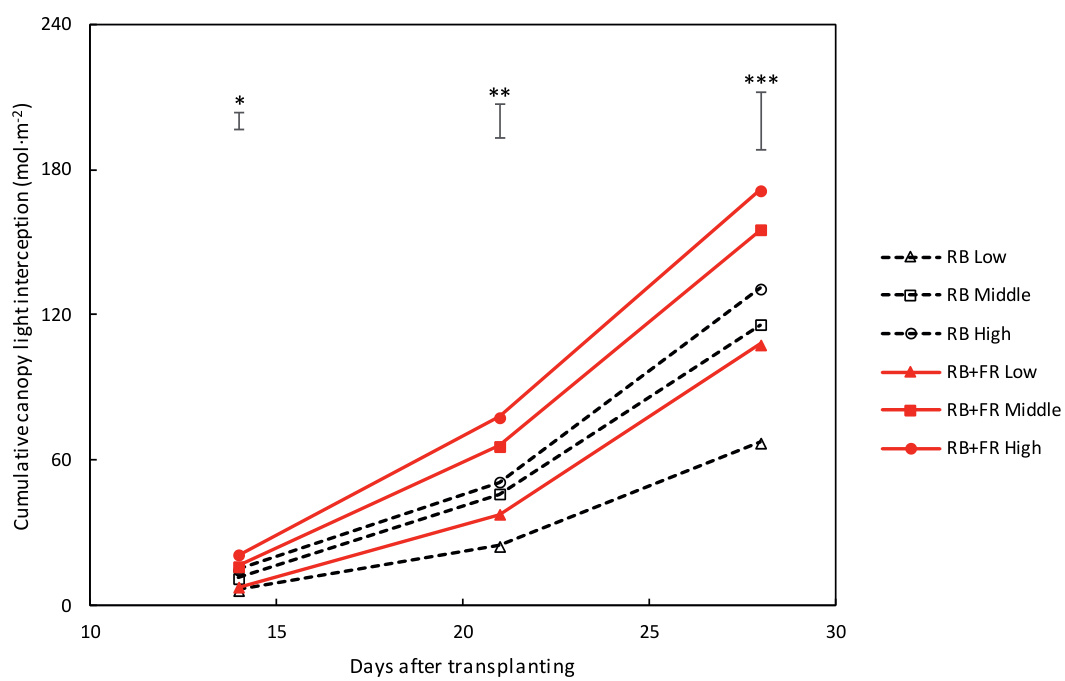 240
180
120
60
0
10
15
20
25
30
*
**
***
Cumulative canopy light interception (mol·m-2)
Days after transplanting
RB Low
RB Middle
RB High
RB+FR Low
RB+FR Middle
RB+FR High